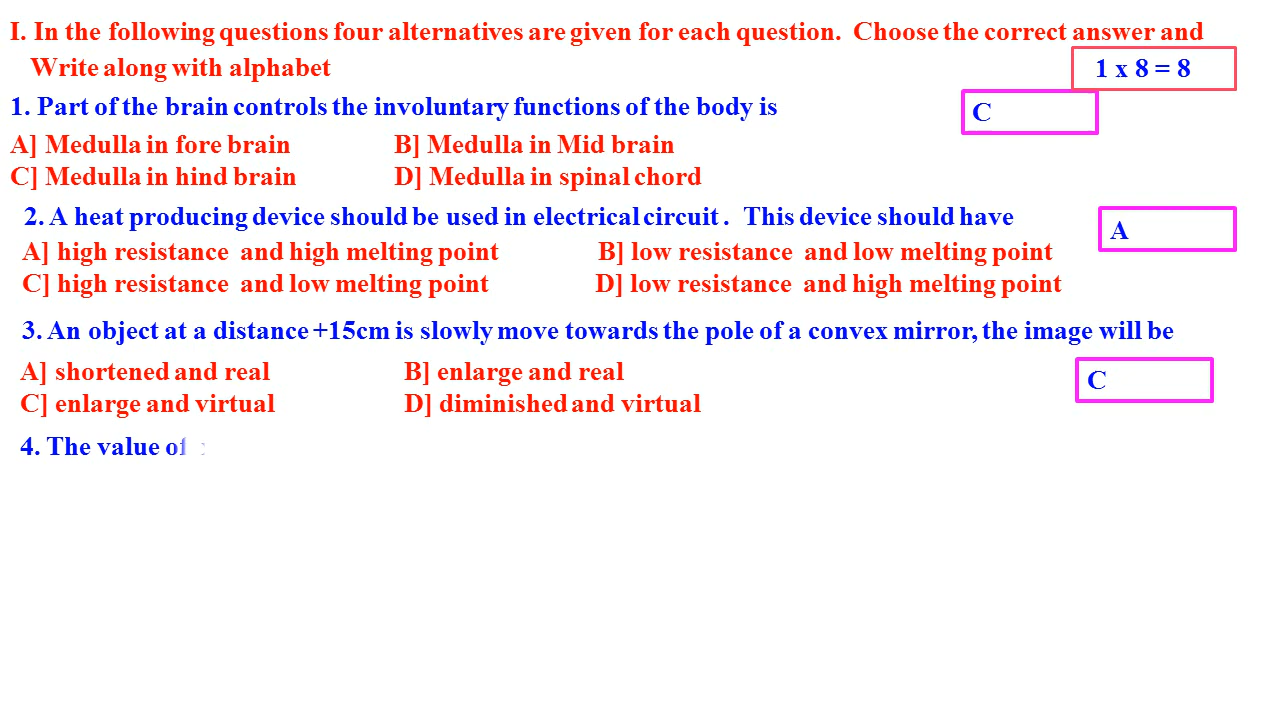 I. In the following questions four alternatives are given for each question. Choose the correct answer and
Write along with alphabet
1 x 8 = 8
1. Part of the brain controls the involuntary functions of the body is
C
A] Medulla in fore brain B] Medulla in Mid brain
C] Medulla in hind brain D] Medulla in spinal chord
2. A heat producing device should be used in electrical circuit . This device should have
A
A] high resistance and high melting point B] low resistance and low melting point
C] high resistance and low melting point D] low resistance and high melting point
3. An object at a distance +15cm is slowly move towards the pole of a convex mirror, the image will be
A] shortened and real B] enlarge and real
C
C] enlarge and virtual D] diminished and virtual
4. The value of